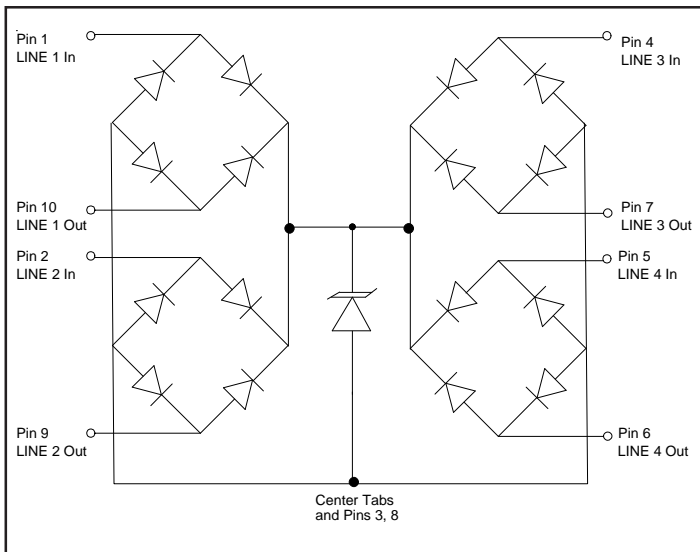 Pin 1
LINE 1 In
Pin 4
LINE 3 In
Pin 10
LINE 1 Out
Pin 7
LINE 3 Out
Pin 2
LINE 2 In
Pin 5
LINE 4 In
Pin 9
LINE 2 Out
Pin 6
LINE 4 Out
Center Tabs
and Pins 3, 8